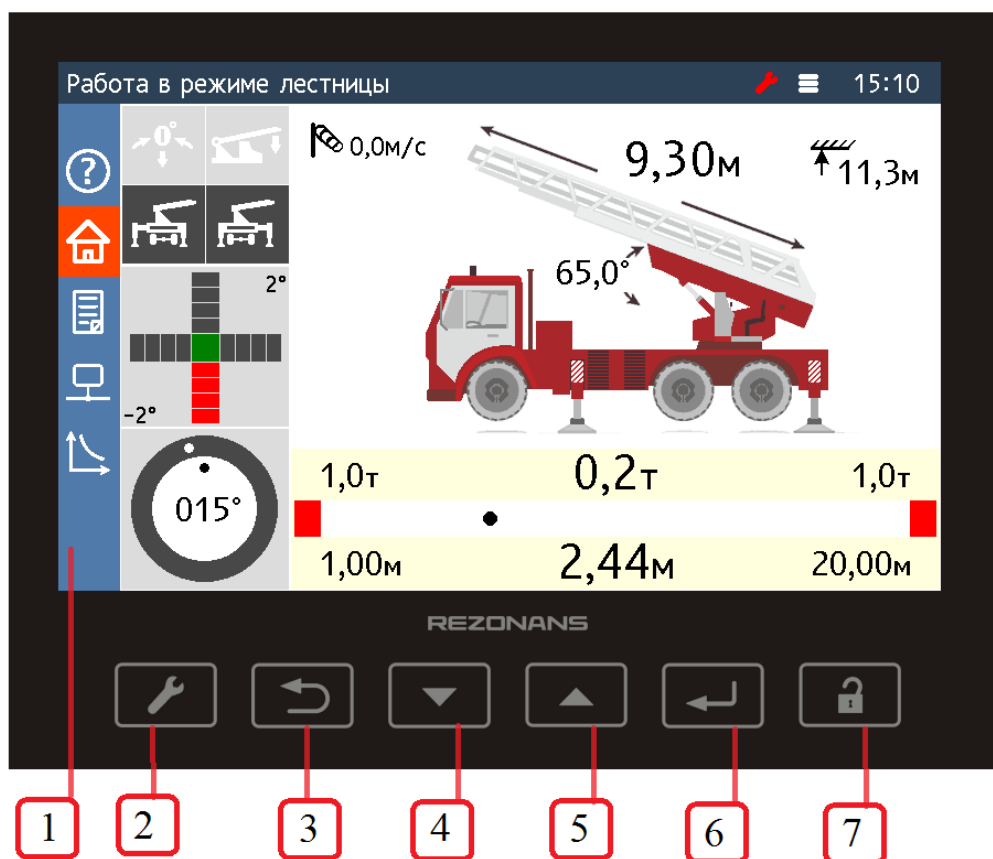 Работа в режиме лестницы 15:10
0° 0,0м/с 9,30м 11,3м
?
65,0°
2°
-2°
1,0т 0,2т 1,0т
015°
1,00м 2,44м 20,00м
REZONANS
1 2 3 4 5 6 7